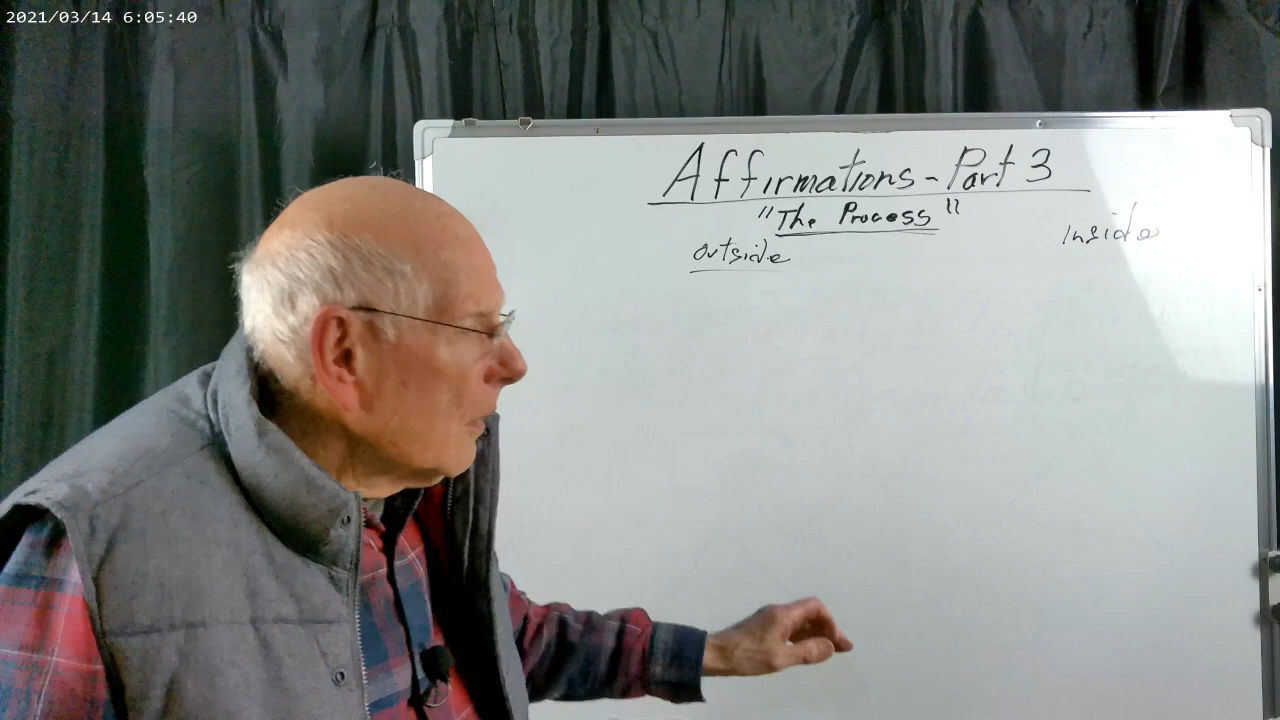 2021/03/14 6:05:40
Affirmations - Part 3
"The Process"
outside inside